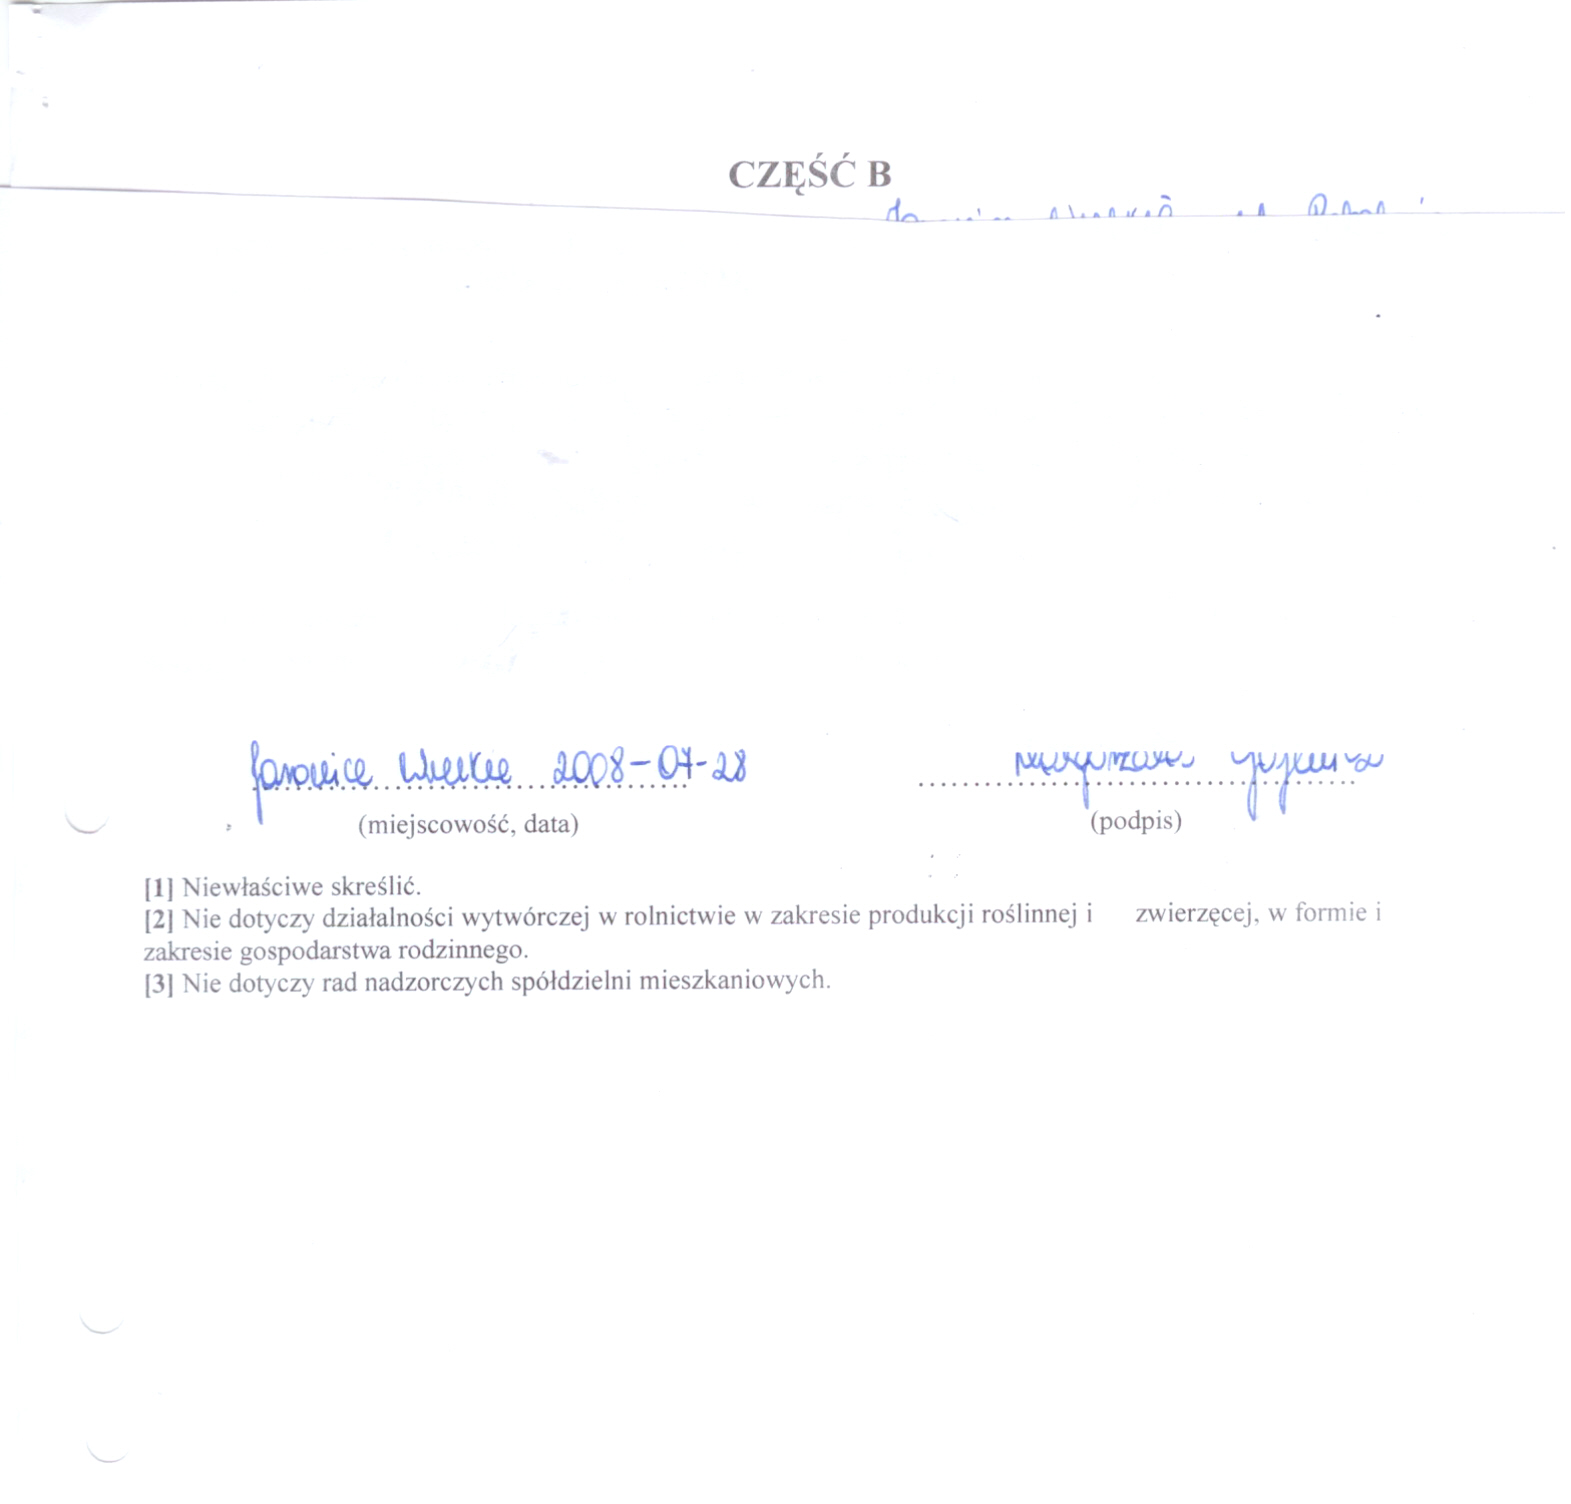 CZĘŚĆ B
Janowice Wielkie 2008-07-28
(miejscowość, data)
(podpis)
[1] Niewłaściwe skreślić.
[2] Nie dotyczy działalności wytwórczej w rolnictwie w zakresie produkcji roślinnej i zwierzęcej, w formie i
zakresie gospodarstwa rodzinnego.
[3] Nie dotyczy rad nadzorczych spółdzielni mieszkaniowych.